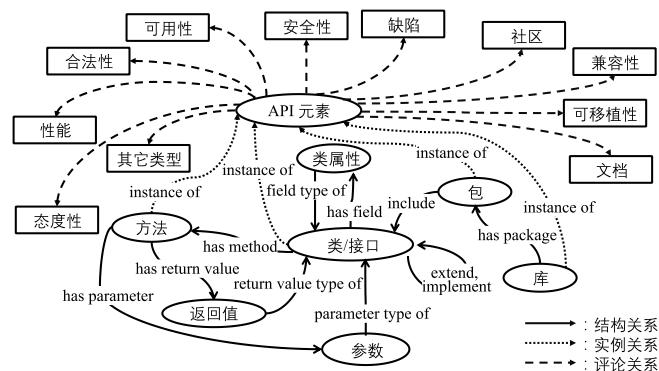 可用性
安全性
缺陷
社区
合法性
兼容性
API 元素
性能
可移植性
其它类型
类属性
instance of
文档
instance of
field type of
instance of
包
态度性
include
instance of
方法
has field
has method
类/接口
has package
has return value
extend,
implement
库
has parameter
return value type of
返回值
parameter type of
参数
: 结构关系
: 实例关系
: 评论关系